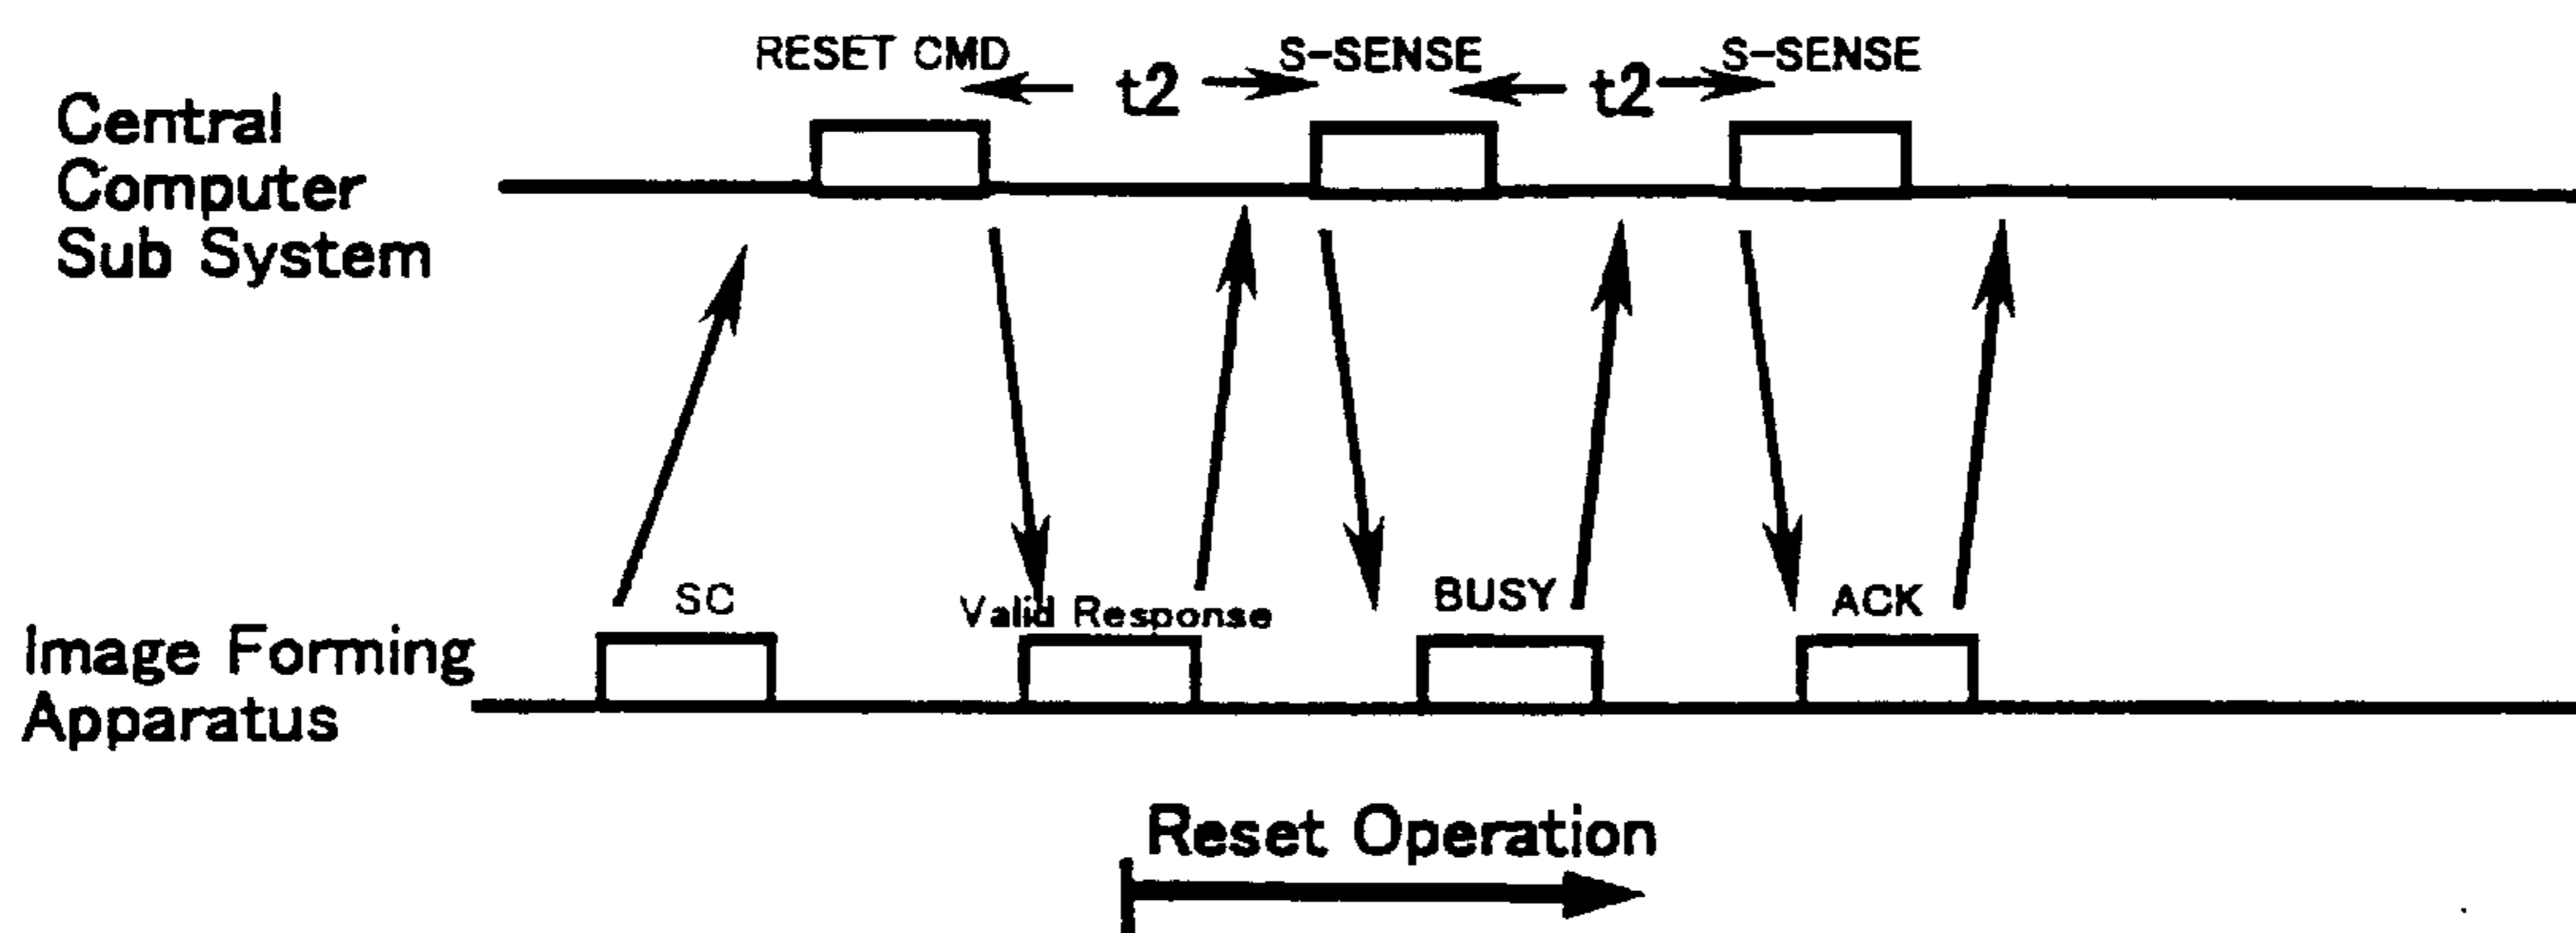 RESET CMD
t2
S-SENSE
t2
S-SENSE
Central
Computer
Sub System
SC
Valid Response
BUSY
ACK
Image Forming
Apparatus
Reset Operation